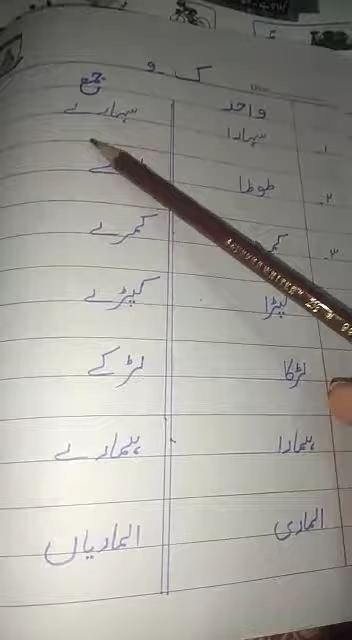 ک و
واحد جمع
۱۔ سہارا سہارے
۲۔ طوطا
۳۔ کمرے
کپڑا کپڑے
لڑکا لڑکے
ہمارا ہمارے
الماری الماریاں